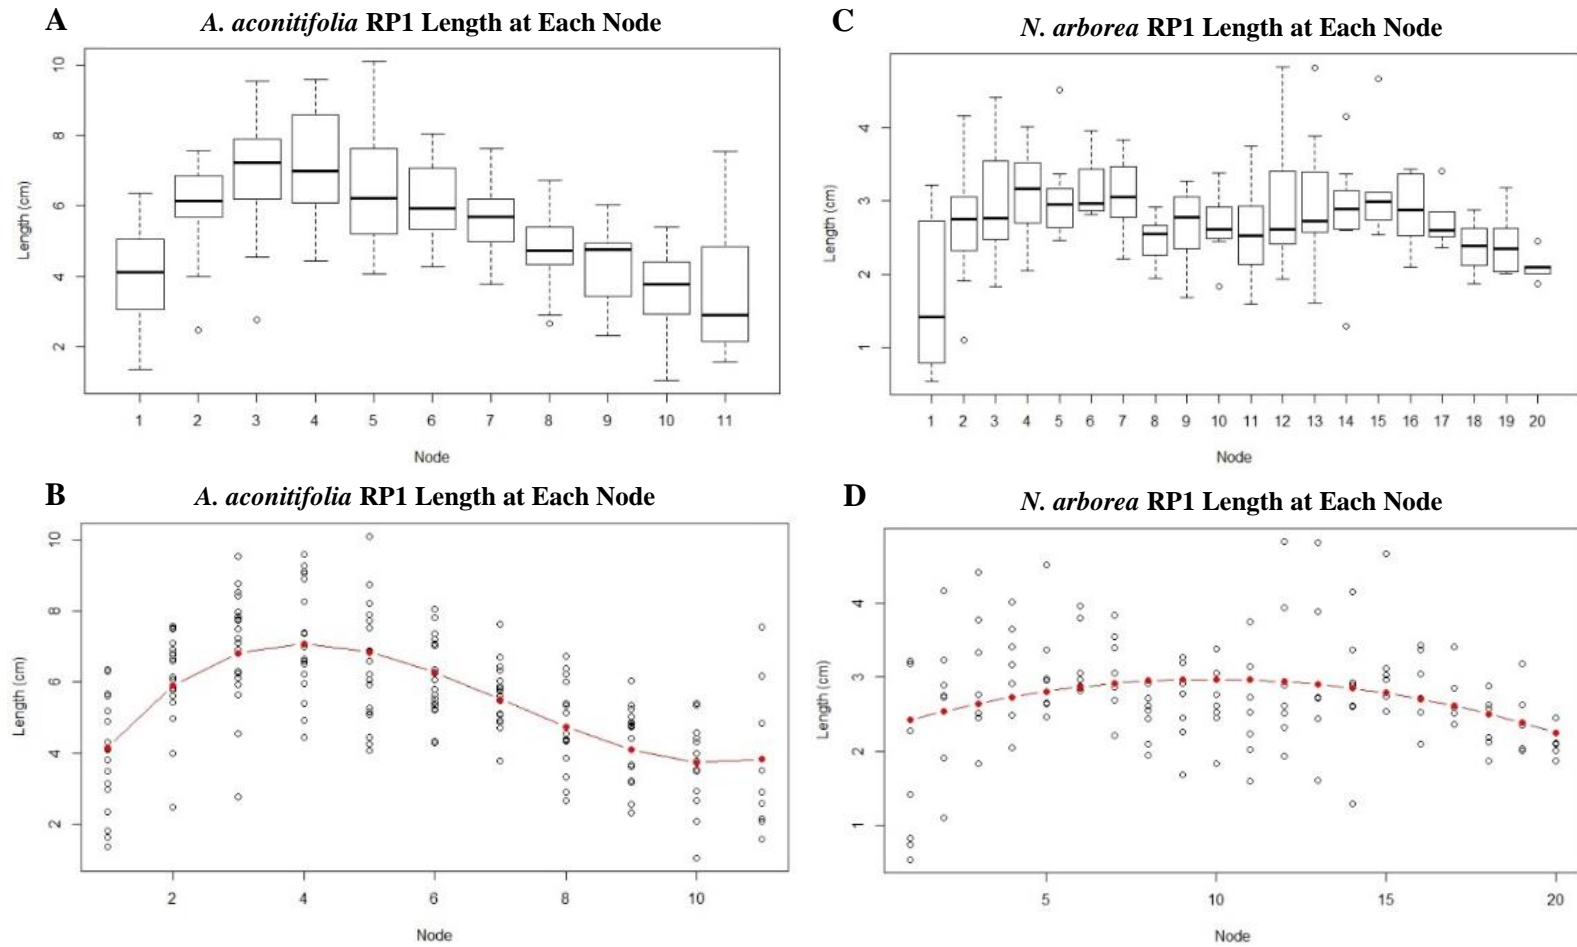 A
A. aconitifolia RP1 Length at Each Node
Length (cm)
10
8
6
4
2
1 2 3 4 5 6 7 8 9 10 11
Node
C
N. arborea RP1 Length at Each Node
Length (cm)
4
3
2
1
1 2 3 4 5 6 7 8 9 10 11 12 13 14 15 16 17 18 19 20
Node
B
A. aconitifolia RP1 Length at Each Node
Length (cm)
10
8
6
4
2
2 4 6 8 10
Node
D
N. arborea RP1 Length at Each Node
Length (cm)
4
3
2
1
5 10 15 20
Node